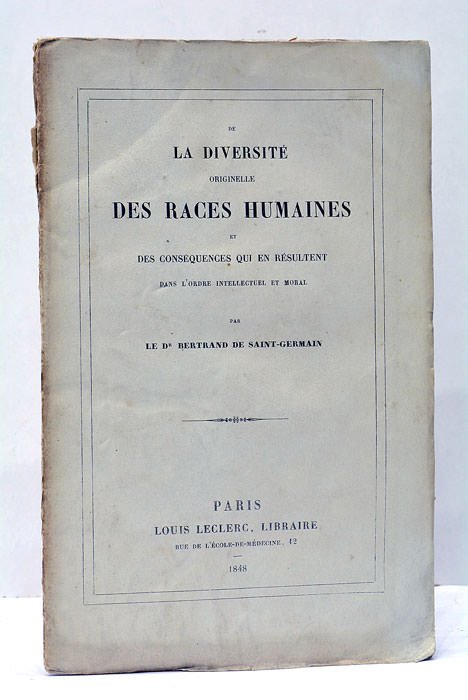 DE
LA DIVERSITÉ
ORIGINELLE
DES RACES HUMAINES
ET
DES CONSÉQUENCES QUI EN RÉSULTENT
DANS L'ORDRE INTELLECTUEL ET MORAL
PAR
LE Dr BERTRAND DE SAINT-GERMAIN
PARIS
LOUIS LECLERC, LIBRAIRE
RUE DE L'ÉCOLE-DE-MÉDECINE, 12
1848